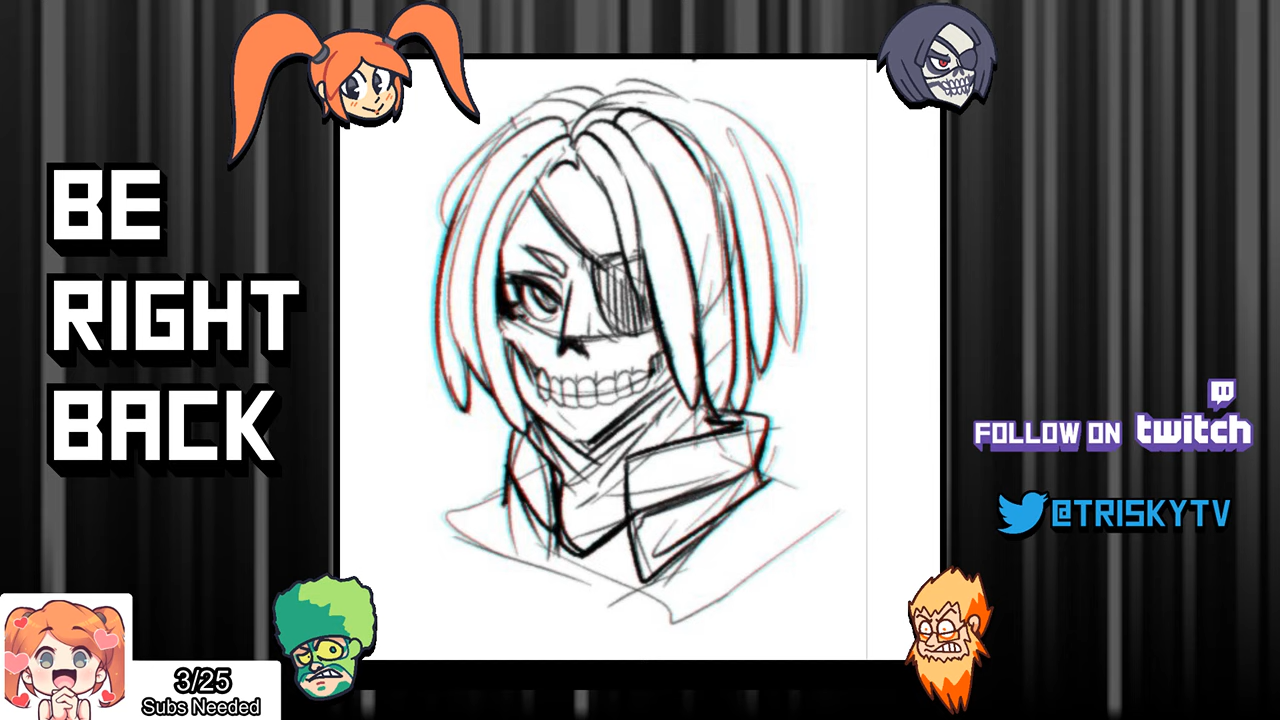 BE
RIGHT
BACK
FOLLOW ON twitch
@TRISKYTV
3/25
Subs Needed